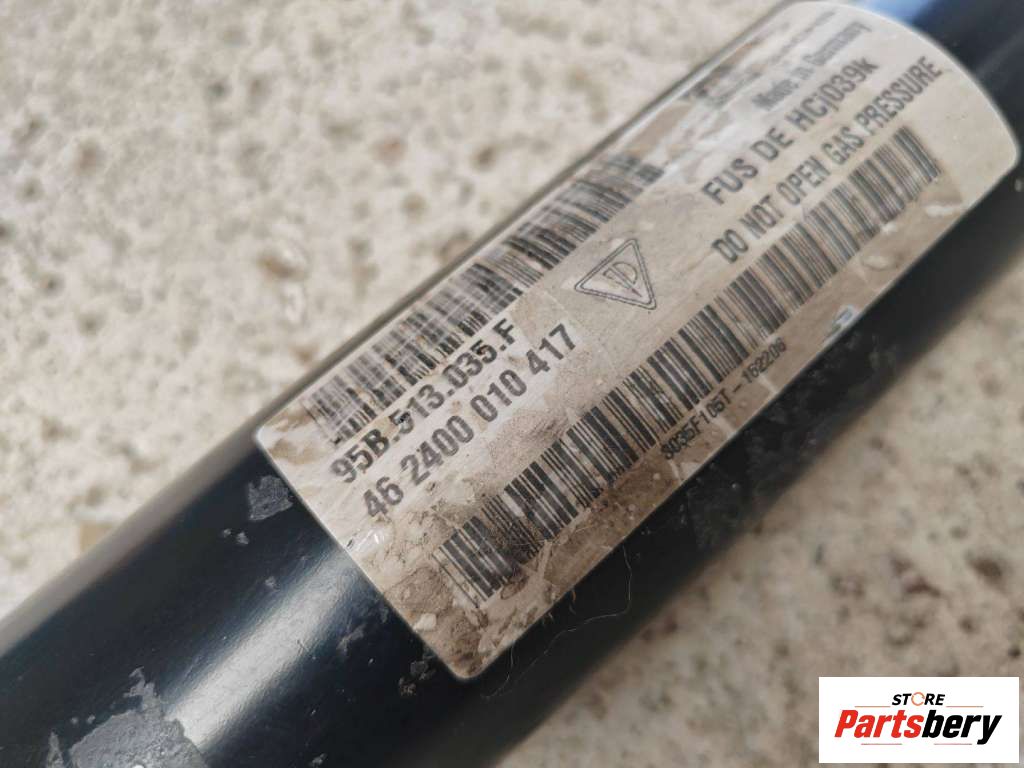 Made in Germany
FUS DE HCj039k
DO NOT OPEN GAS PRESSURE
95B.513.035.F
46 2400 010 417
S035F105T-162206
STORE
Partsbery